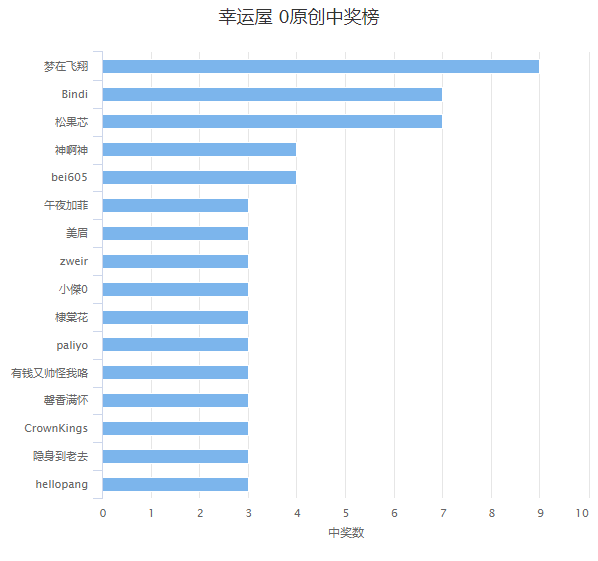 幸运屋 0原创中奖榜
梦在飞翔
Bindi
松果芯
神啊神
bei605
午夜加菲
美眉
zweir
小傑0
棣棠花
paliyo
有钱又帅怪我咯
馨香满怀
CrownKings
隐身到老去
hellopang
0 1 2 3 4 5 6 7 8 9 10
中奖数